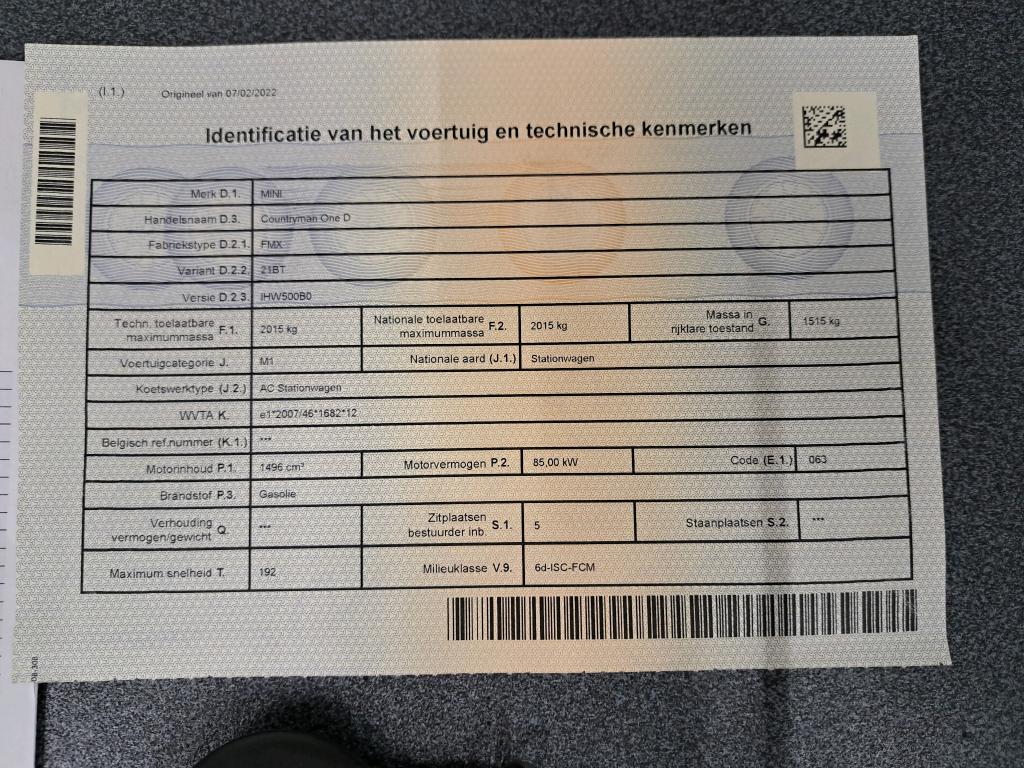 (I.1.) Origineel van 07/02/2022
Identificatie van het voertuig en technische kenmerken
Merk D.1. MINI
Handelsnaam D.3. Countryman One D
Fabriekstype D.2.1. FMX
Variant D.2.2. 21BT
Versie D.2.3. IHW500B0
Techn. toelaatbare maximummassa F.1. 2015 kg Nationale toelaatbare maximummassa F.2. 2015 kg Massa in rijklare toestand G. 1515 kg
Voertuigcategorie J. M1 Nationale aard (J.1.) Stationwagen
Koetswerktype (J.2.) AC Stationwagen
WVTA K. e1*2007/46*1682*12
Belgisch ref.nummer (K.1.) ***
Motorinhoud P.1. 1496 cm³ Motorvermogen P.2. 85,00 kW Code (E.1.) 063
Brandstof P.3. Gasolie
Verhouding vermogen/gewicht Q. *** Zitplaatsen bestuurder inb. S.1. 5 Staanplaatsen S.2. ***
Maximum snelheid T. 192 Milieuklasse V.9. 6d-ISC-FCM